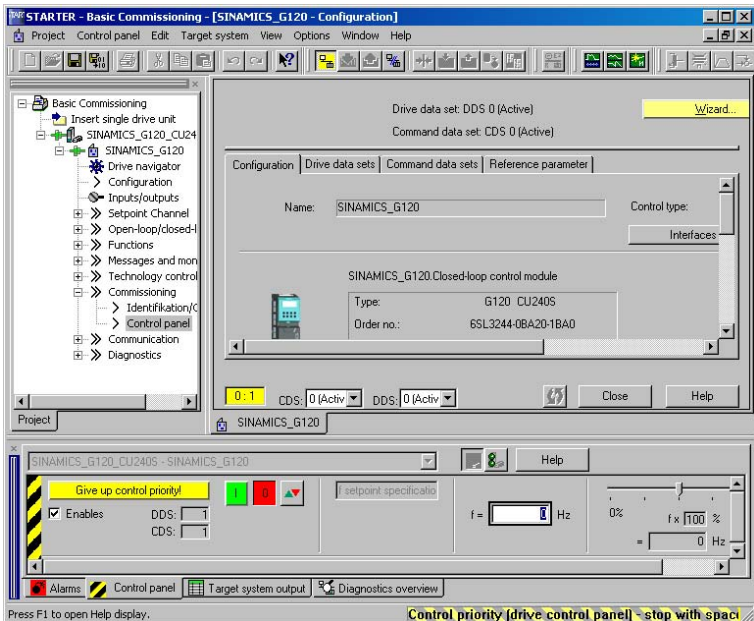 STARTER - Basic Commissioning - [SINAMICS_G120 - Configuration]
Project Control panel Edit Target system View Options Window Help
Basic Commissioning
Insert single drive unit
SINAMICS_G120_CU24
SINAMICS_G120
Drive navigator
Configuration
Inputs/outputs
Setpoint Channel
Open-loop/closed-l
Functions
Messages and mon
Technology control
Commissioning
Identifikation/C
Control panel
Communication
Diagnostics
Project
Drive data set: DDS 0 (Active)
Wizard...
Command data set: CDS 0 (Active)
Configuration Drive data sets Command data sets Reference parameter
Name: SINAMICS_G120 Control type:
Interfaces
SINAMICS_G120.Closed-loop control module
Type: G120 CU240S
Order no.: 6SL3244-0BA20-1BA0
0:1 CDS: 0 (Activ DDS: 0 (Activ Close Help
SINAMICS_G120
SINAMICS_G120_CU240S - SINAMICS_G120 Help
Give up control priority! I 0 f setpoint specificatio
Enables DDS: 1 f = 0 Hz 0% f x 100 %
CDS: 1 = 0 Hz
Alarms Control panel Target system output Diagnostics overview
Press F1 to open Help display. Control priority (drive control panel) - stop with spaci